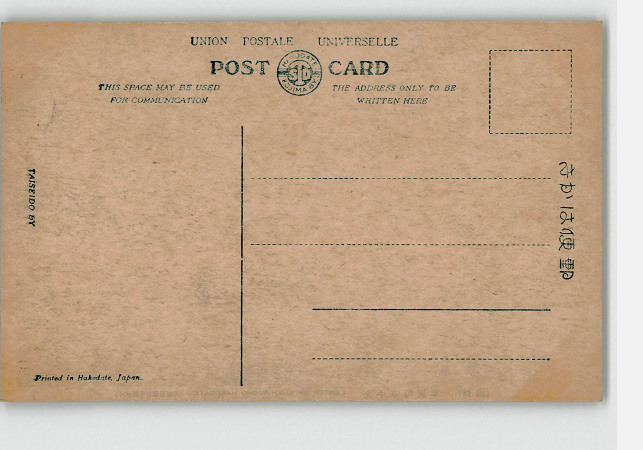 UNION POSTALE UNIVERSELLE
POST CARD
THIS SPACE MAY BE USED
FOR COMMUNICATION
THE ADDRESS ONLY TO BE
WRITTEN HERE
TAISEIDO BY
きかは便郵
Printed in Hakodate, Japan.